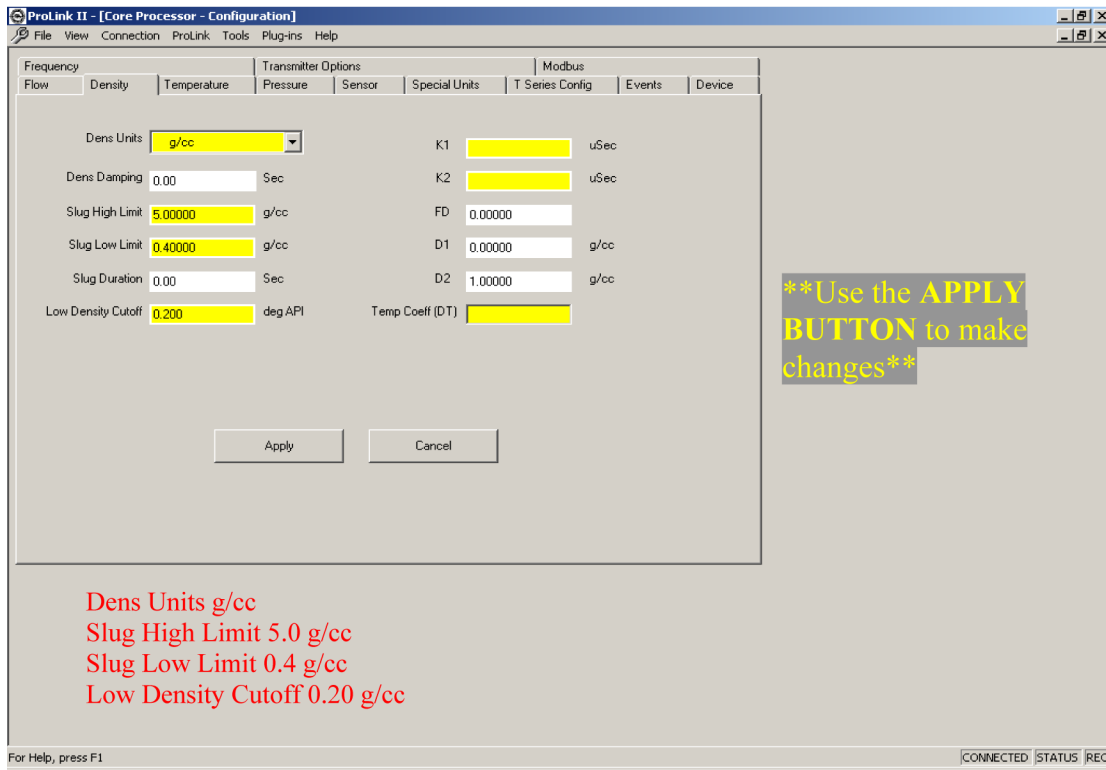 ProLink II - [Core Processor - Configuration]
File View Connection ProLink Tools Plug-ins Help
Frequency Transmitter Options Modbus
Flow Density Temperature Pressure Sensor Special Units T Series Config Events Device
Dens Units g/cc K1 uSec
Dens Damping 0.00 Sec K2 uSec
Slug High Limit 5.00000 g/cc FD 0.00000
Slug Low Limit 0.40000 g/cc D1 0.00000 g/cc
Slug Duration 0.00 Sec D2 1.00000 g/cc
Low Density Cutoff 0.200 deg API Temp Coeff (DT)
**Use the APPLY
BUTTON to make
changes**
Apply Cancel
Dens Units g/cc
Slug High Limit 5.0 g/cc
Slug Low Limit 0.4 g/cc
Low Density Cutoff 0.20 g/cc
For Help, press F1 CONNECTED STATUS REC